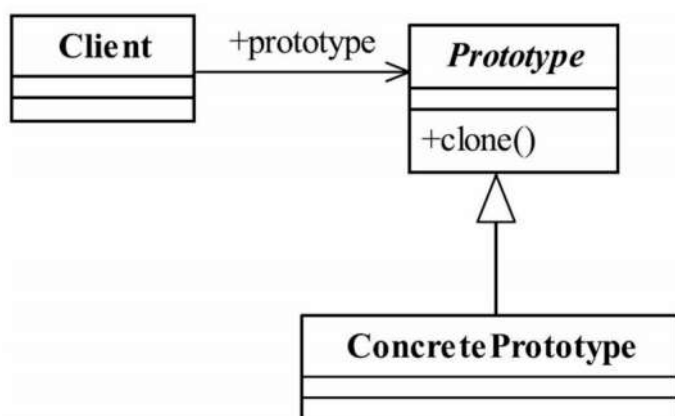 Client
+prototype
Prototype
+clone()
ConcretePrototype